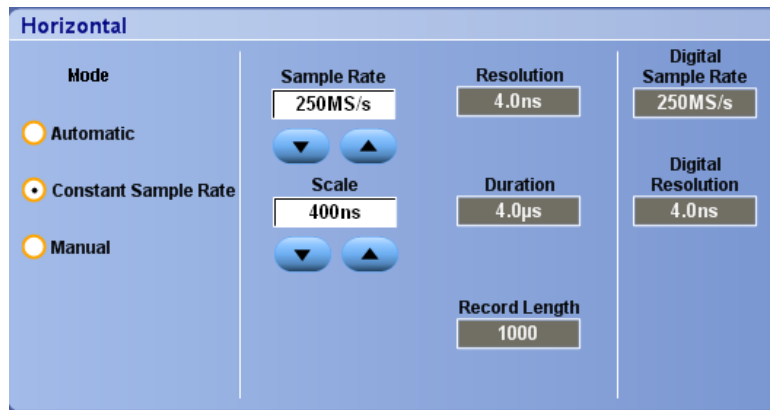 Horizontal
Mode
Automatic
Constant Sample Rate
Manual
Sample Rate
250MS/s
Scale
400ns
Resolution
4.0ns
Duration
4.0µs
Record Length
1000
Digital
Sample Rate
250MS/s
Digital
Resolution
4.0ns